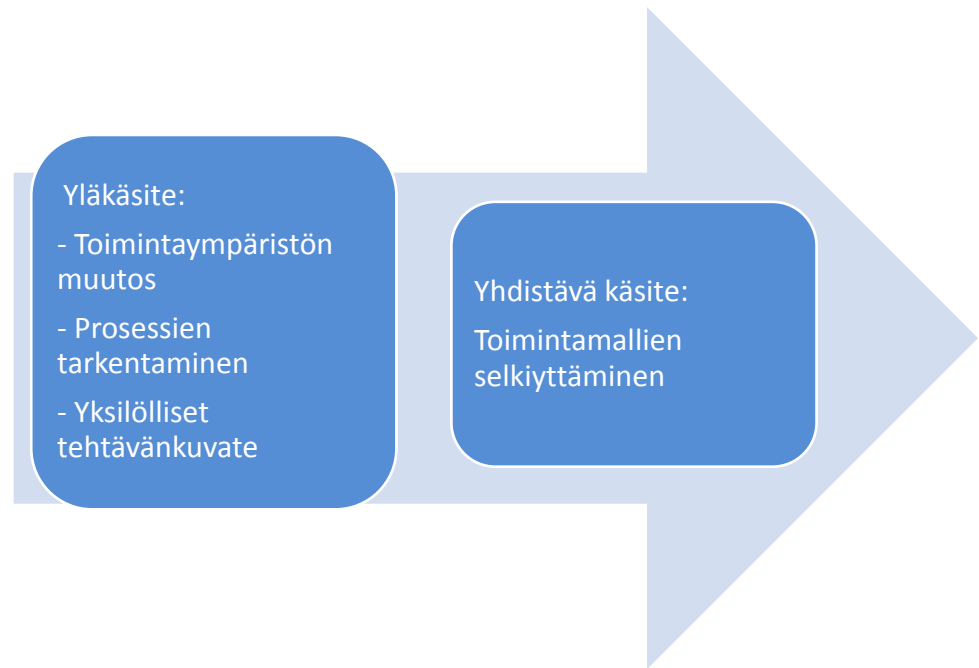 Yläkäsite:
- Toimintaympäristön
muutos
- Prosessien
tarkentaminen
- Yksilölliset
tehtävänkuvate
Yhdistävä käsite:
Toimintamallien
selkiyttäminen